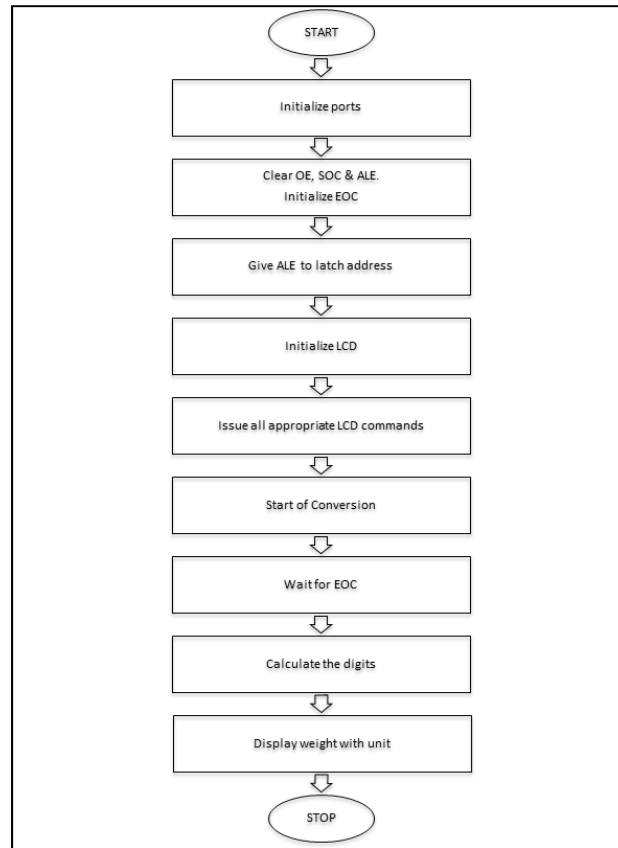 START
Initialize ports
Clear OE, SOC & ALE.
Initialize EOC
Give ALE to latch address
Initialize LCD
Issue all appropriate LCD commands
Start of Conversion
Wait for EOC
Calculate the digits
Display weight with unit
STOP